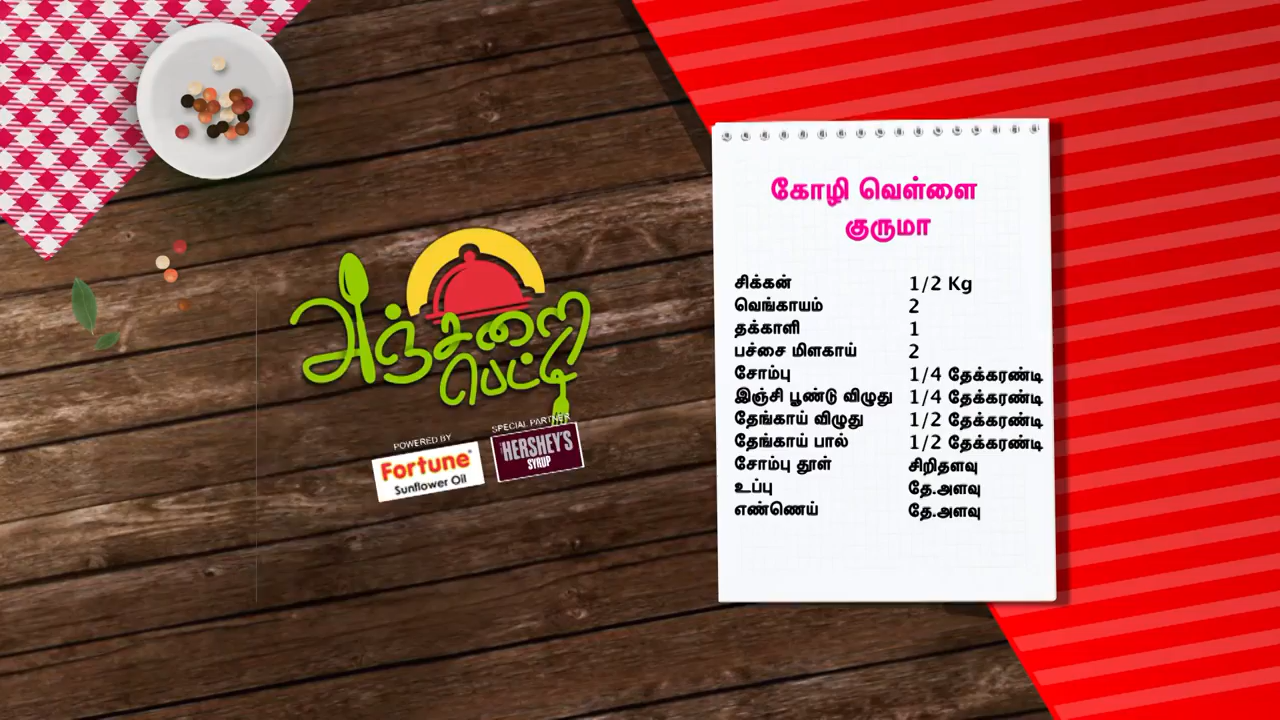 அஞ்சறை
பெட்டி
POWERED BY
Fortune
Sunflower Oil
SPECIAL PARTNER
HERSHEY'S
SYRUP
கோழி வெள்ளை
குருமா
சிக்கன் 1/2 Kg
வெங்காயம் 2
தக்காளி 1
பச்சை மிளகாய் 2
சோம்பு 1/4 தேக்கரண்டி
இஞ்சி பூண்டு விழுது 1/4 தேக்கரண்டி
தேங்காய் விழுது 1/2 தேக்கரண்டி
தேங்காய் பால் 1/2 தேக்கரண்டி
சோம்பு தூள் சிறிதளவு
உப்பு தே.அளவு
எண்ணெய் தே.அளவு